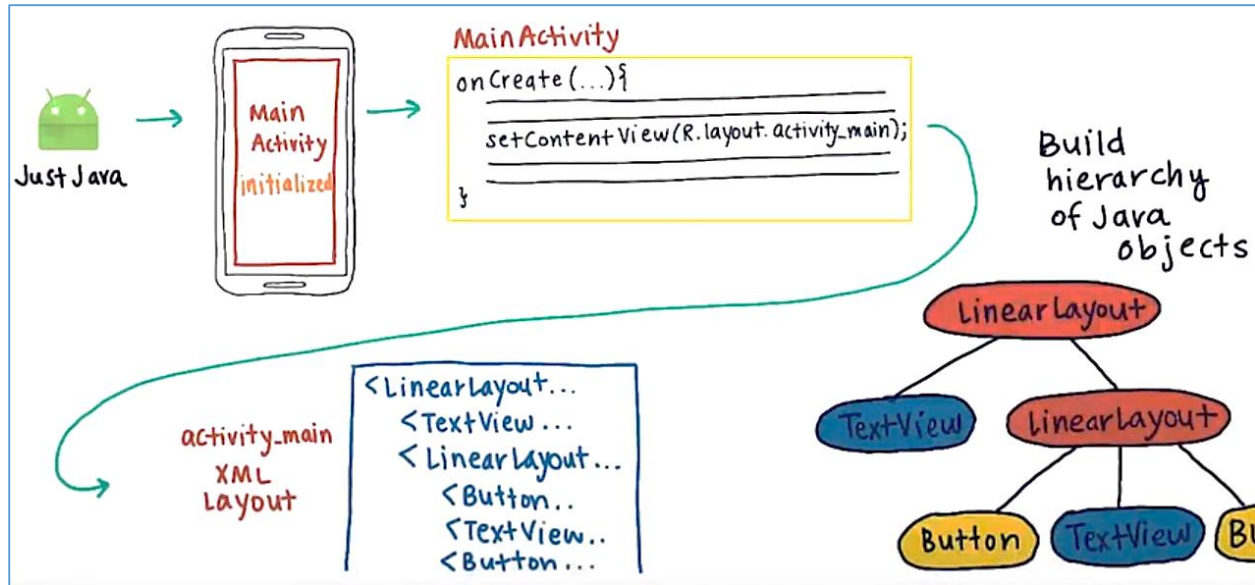 Just Java
Main
Activity
initialized
MainActivity
onCreate(...){
setContentView(R.layout.activity_main);
}
Build
hierarchy
of Java
objects
activity_main
XML
Layout
<LinearLayout...
<TextView...
<LinearLayout...
<Button..
<TextView..
<Button...
LinearLayout
TextView
LinearLayout
Button
TextView
Bu